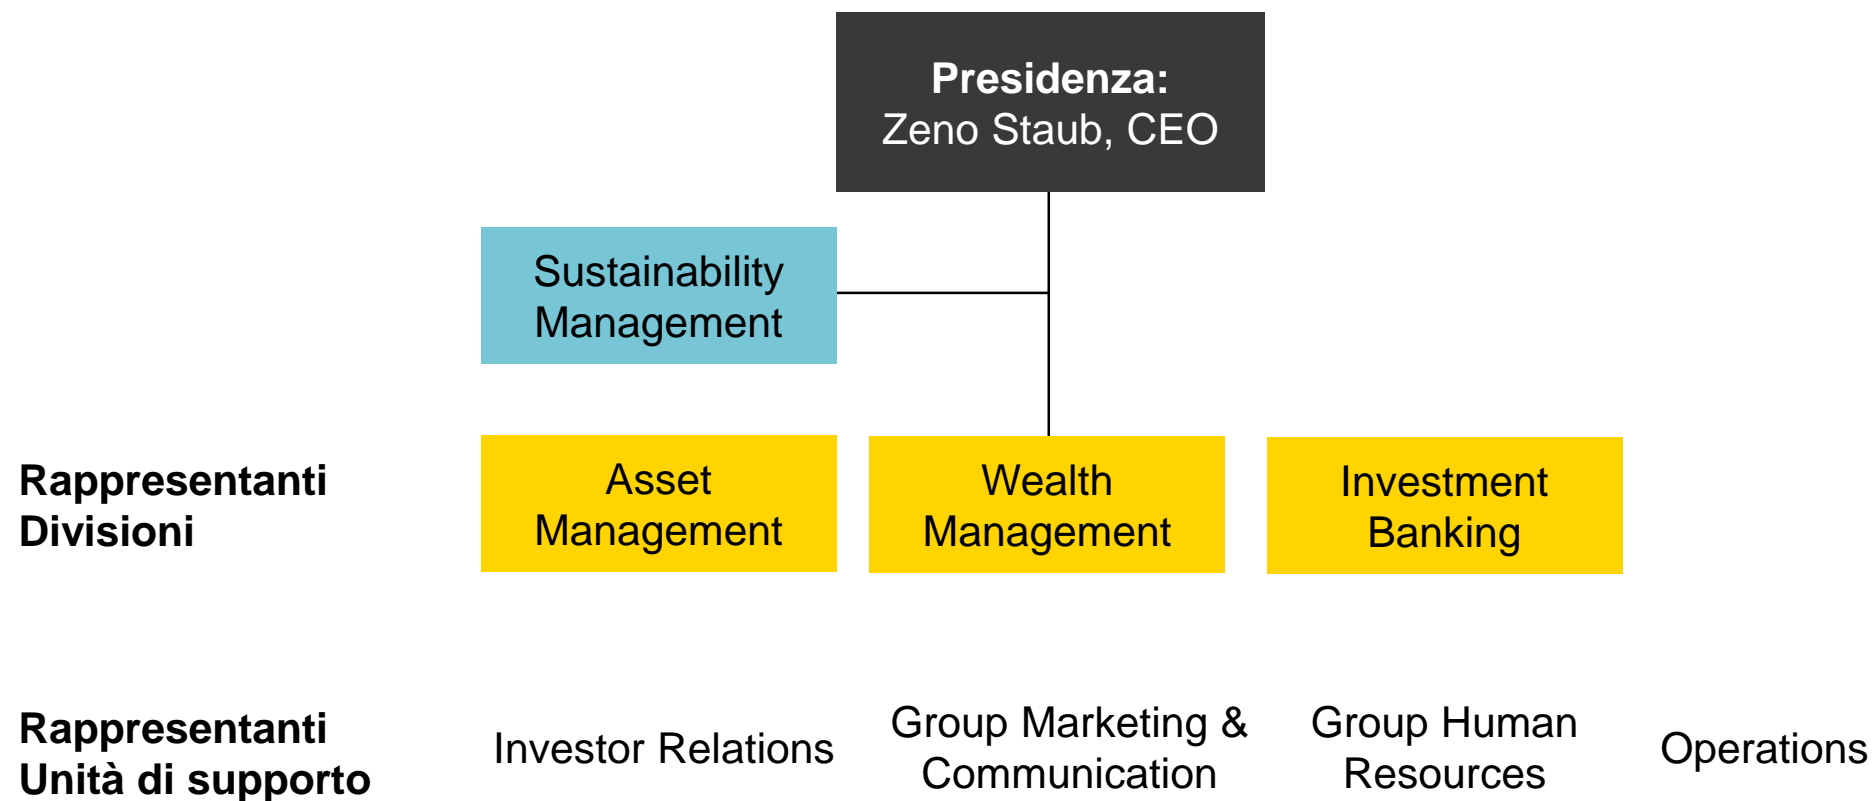 Presidenza:
Zeno Staub, CEO
Sustainability
Management
Rappresentanti
Divisioni
Asset
Management
Wealth
Management
Investment
Banking
Rappresentanti
Unità di supporto
Investor Relations
Group Marketing &
Communication
Group Human
Resources
Operations